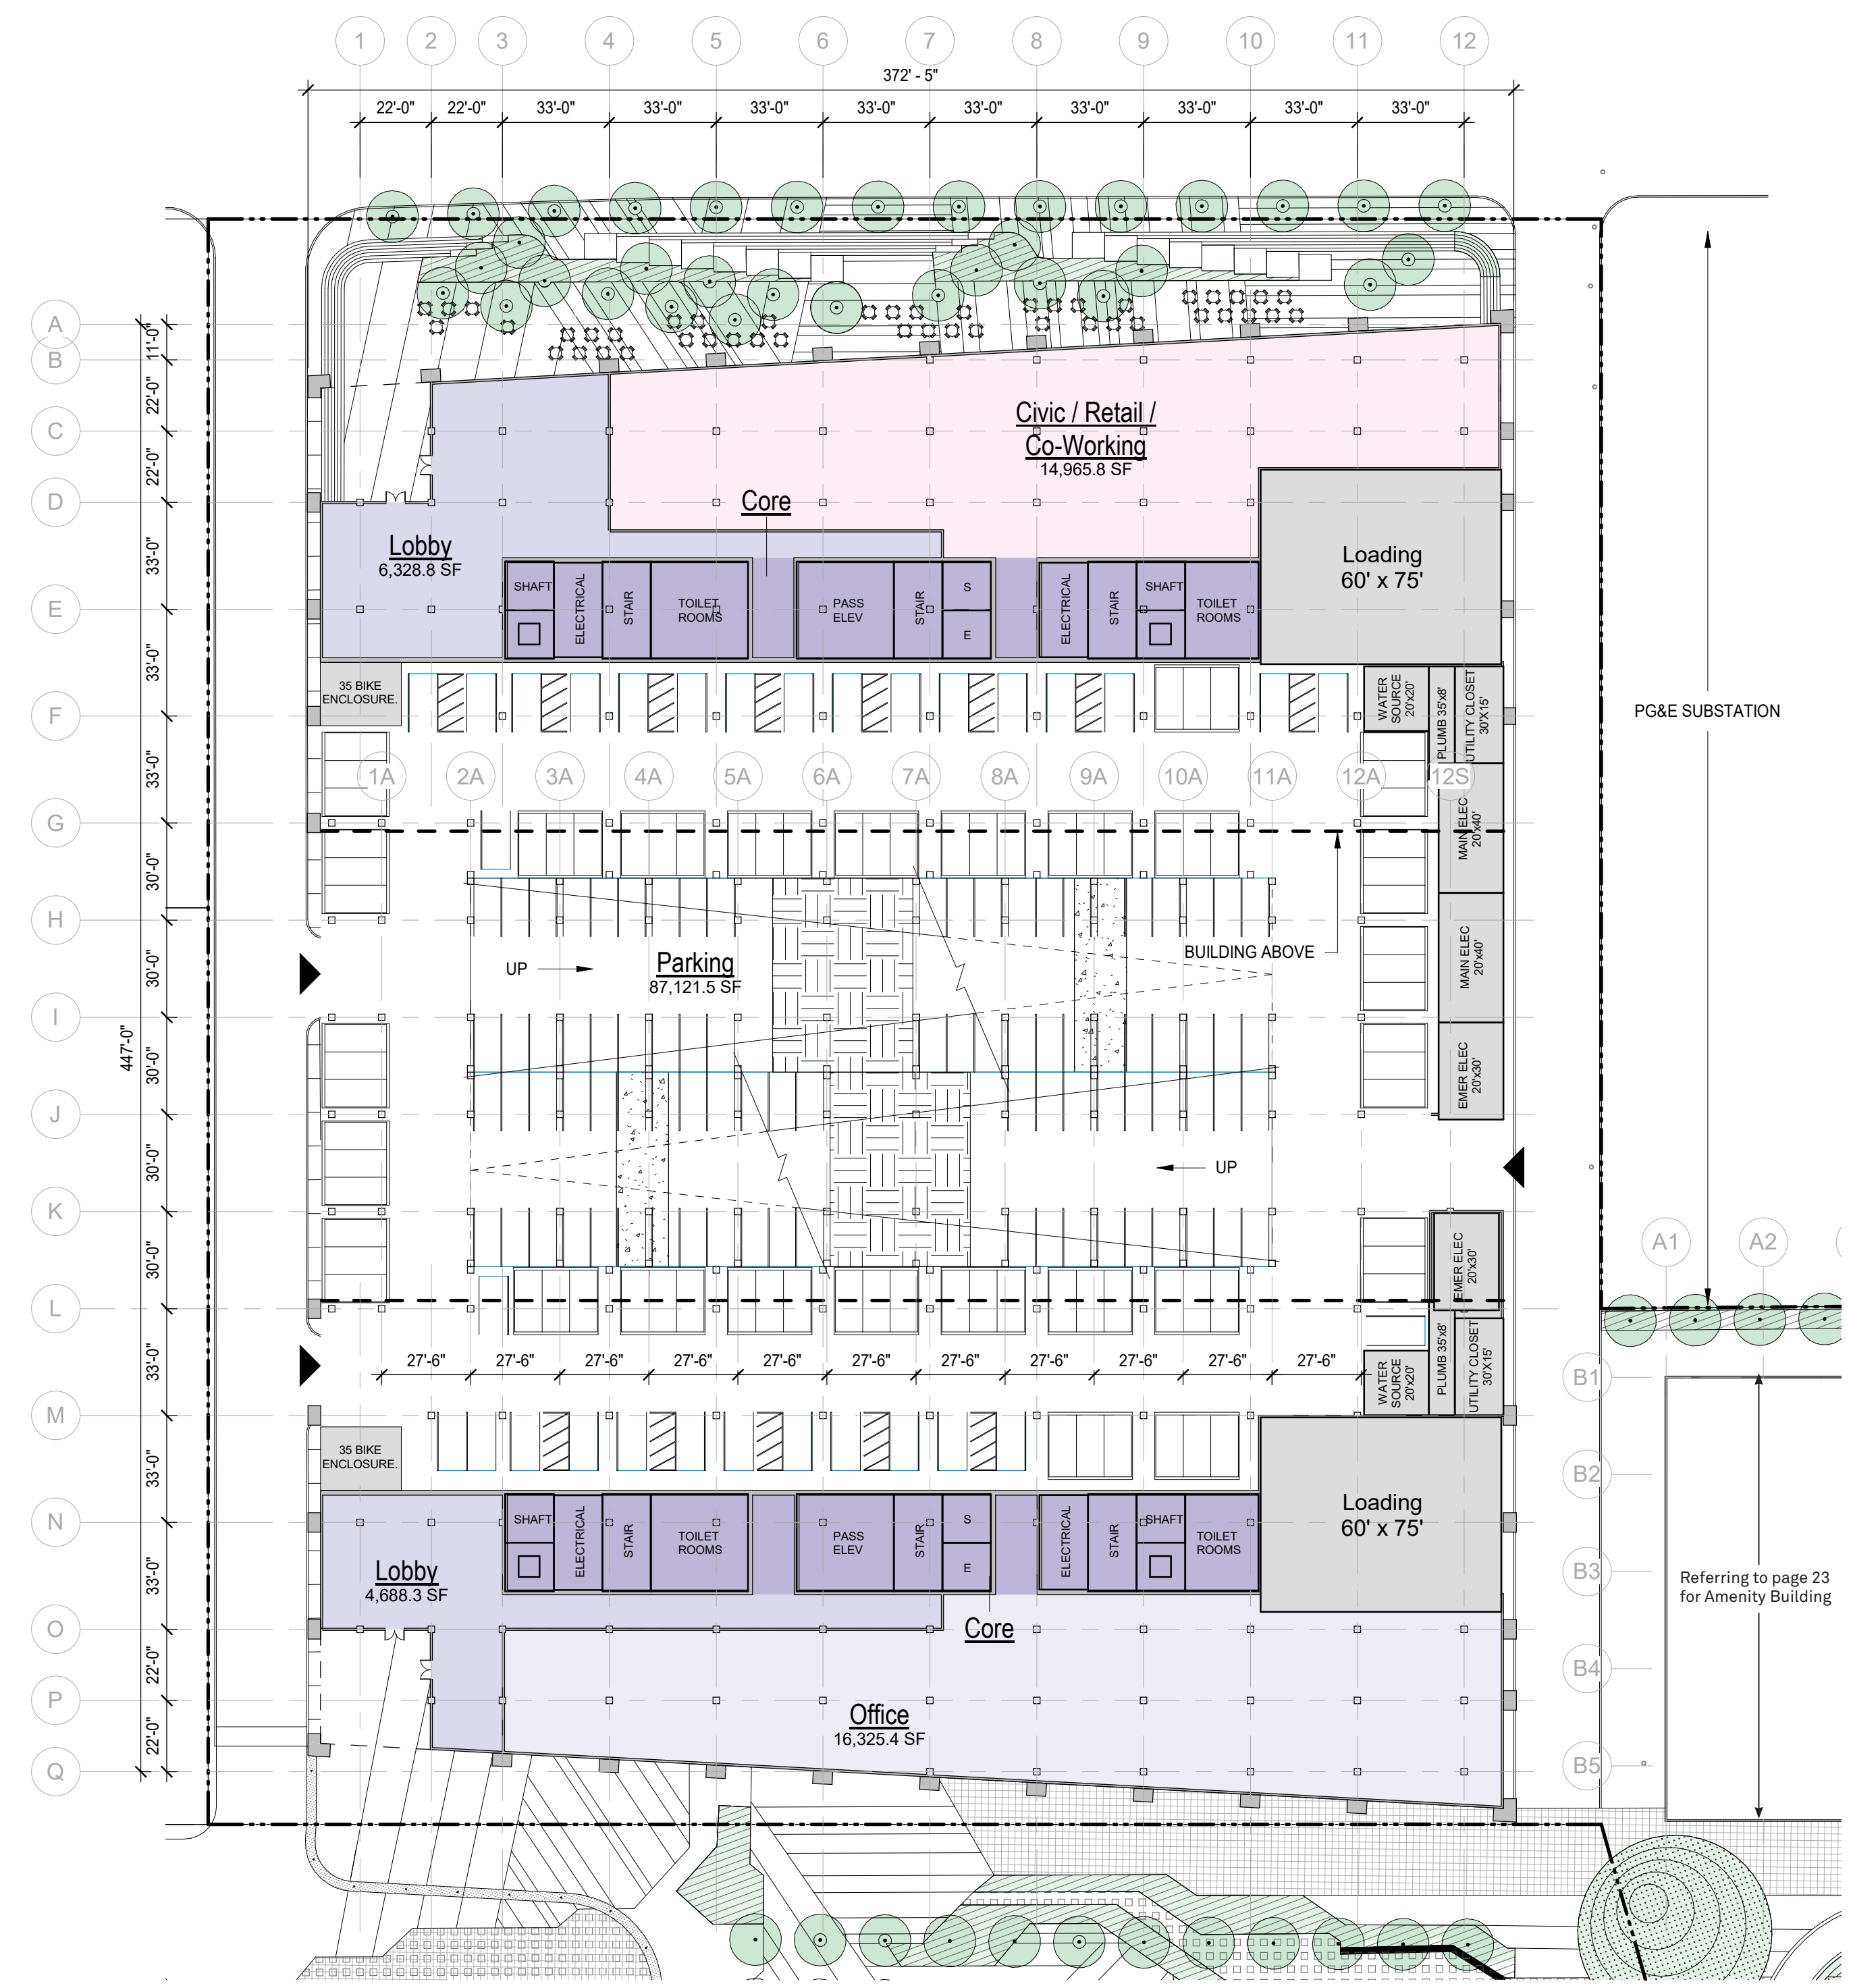 1 2 3 4 5 6 7 8 9 10 11 12
372' - 5"
22'-0" 22'-0" 33'-0" 33'-0" 33'-0" 33'-0" 33'-0" 33'-0" 33'-0" 33'-0" 33'-0"
A
11'-0"
B
22'-0"
C
22'-0"
D
33'-0"
E
33'-0"
F
33'-0"
G
30'-0"
H
30'-0"
I
30'-0"
J
30'-0"
K
30'-0"
L
33'-0"
M
33'-0"
N
33'-0"
O
22'-0"
P
22'-0"
Q
447'-0"
Civic / Retail /
Co-Working
14,965.8 SF
Core
Lobby
6,328.8 SF
Loading
60' x 75'
SHAFT
ELECTRICAL
STAIR
TOILET
ROOMS
PASS
ELEV
STAIR
S
E
ELECTRICAL
STAIR
SHAFT
TOILET
ROOMS
35 BIKE
ENCLOSURE.
WATER
SOURCE
20'x20'
PLUMB 35'x8'
UTILITY CLOSET
30'X15'
PG&E SUBSTATION
1A 2A 3A 4A 5A 6A 7A 8A 9A 10A 11A 12A 12S
MAIN ELEC
20'x40'
BUILDING ABOVE
UP
Parking
87,121.5 SF
MAIN ELEC
20'x40'
EMER ELEC
20'x30'
UP
EMER ELEC
20'x30'
A1 A2
27'-6" 27'-6" 27'-6" 27'-6" 27'-6" 27'-6" 27'-6" 27'-6" 27'-6" 27'-6" 27'-6"
WATER
SOURCE
20'x20'
PLUMB 35'x8'
UTILITY CLOSET
30'X15'
B1
B2
B3
B4
B5
35 BIKE
ENCLOSURE.
Loading
60' x 75'
SHAFT
ELECTRICAL
STAIR
TOILET
ROOMS
PASS
ELEV
STAIR
S
E
ELECTRICAL
STAIR
SHAFT
TOILET
ROOMS
Lobby
4,688.3 SF
Core
Office
16,325.4 SF
Referring to page 23
for Amenity Building